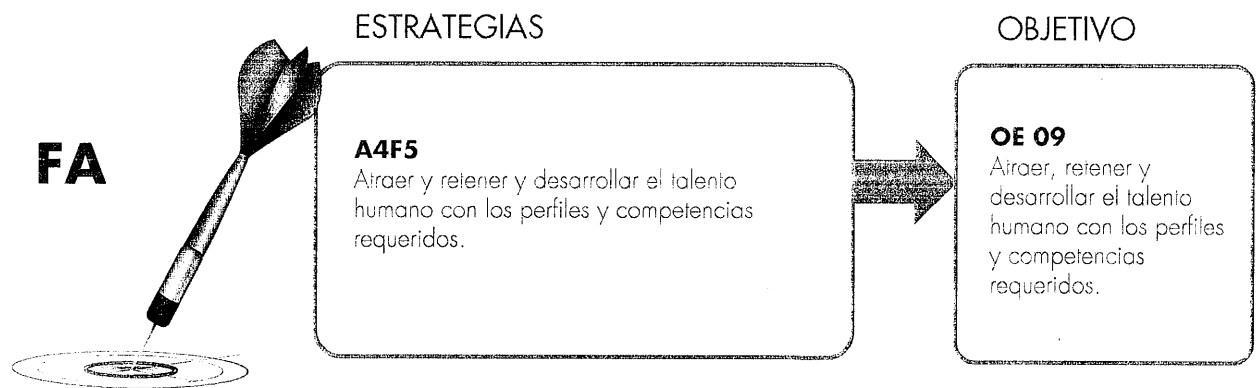 ESTRATEGIAS
OBJETIVO
FA
A4F5
Atraer y retener y desarrollar el talento
humano con los perfiles y competencias
requeridos.
OE 09
Atraer, retener y
desarrollar el talento
humano con los perfiles
y competencias
requeridos.